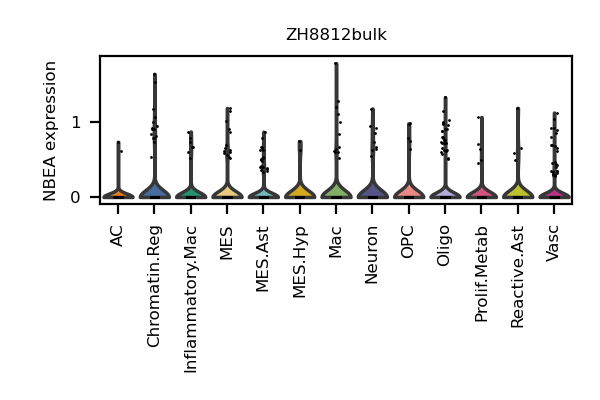 ZH8812bulk
NBEA expression
1
0
AC
Chromatin.Reg
Inflammatory.Mac
MES
MES.Ast
MES.Hyp
Mac
Neuron
OPC
Oligo
Prolif.Metab
Reactive.Ast
Vasc